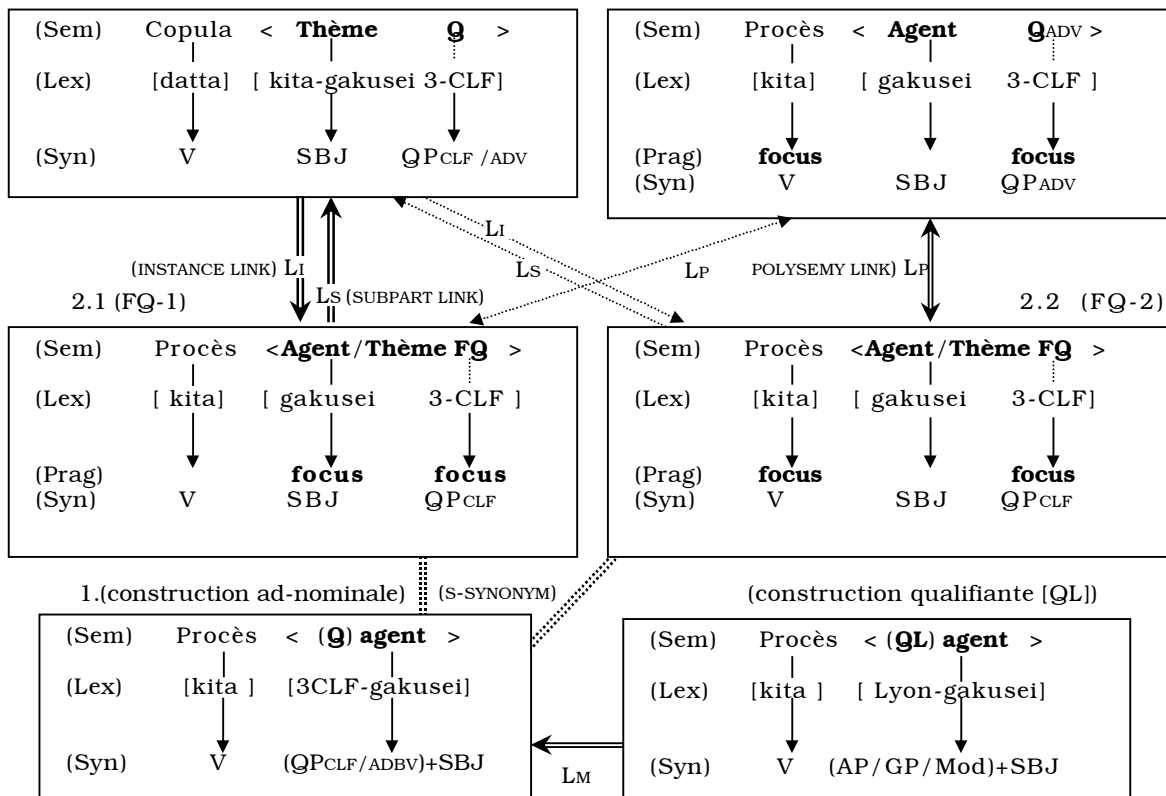 (Sem) Copula < Thème Q >
(Lex) [datta] [ kita-gakusei 3-CLF]
(Syn) V SBJ QPCLF /ADV
(Sem) Procès < Agent QADV >
(Lex) [kita] [ gakusei 3-CLF ]
(Prag) focus focus
(Syn) V SBJ QPADV
(INSTANCE LINK) LI
LS (SUBPART LINK)
LI
LS
LP
POLYSEMY LINK) LP
2.1 (FQ-1)
2.2 (FQ-2)
(Sem) Procès <Agent/Thème FQ >
(Lex) [ kita] [ gakusei 3-CLF ]
(Prag) focus focus
(Syn) V SBJ QPCLF
(Sem) Procès <Agent/Thème FQ >
(Lex) [kita] [ gakusei 3-CLF]
(Prag) focus focus
(Syn) V SBJ QPCLF
1.(construction ad-nominale)
(S-SYNONYM)
(construction qualifiante [QL])
(Sem) Procès < (Q) agent >
(Lex) [kita ] [3CLF-gakusei]
(Syn) V (QPCLF/ADBV)+SBJ
LM
(Sem) Procès < (QL) agent >
(Lex) [kita ] [ Lyon-gakusei]
(Syn) V (AP/GP/Mod)+SBJ